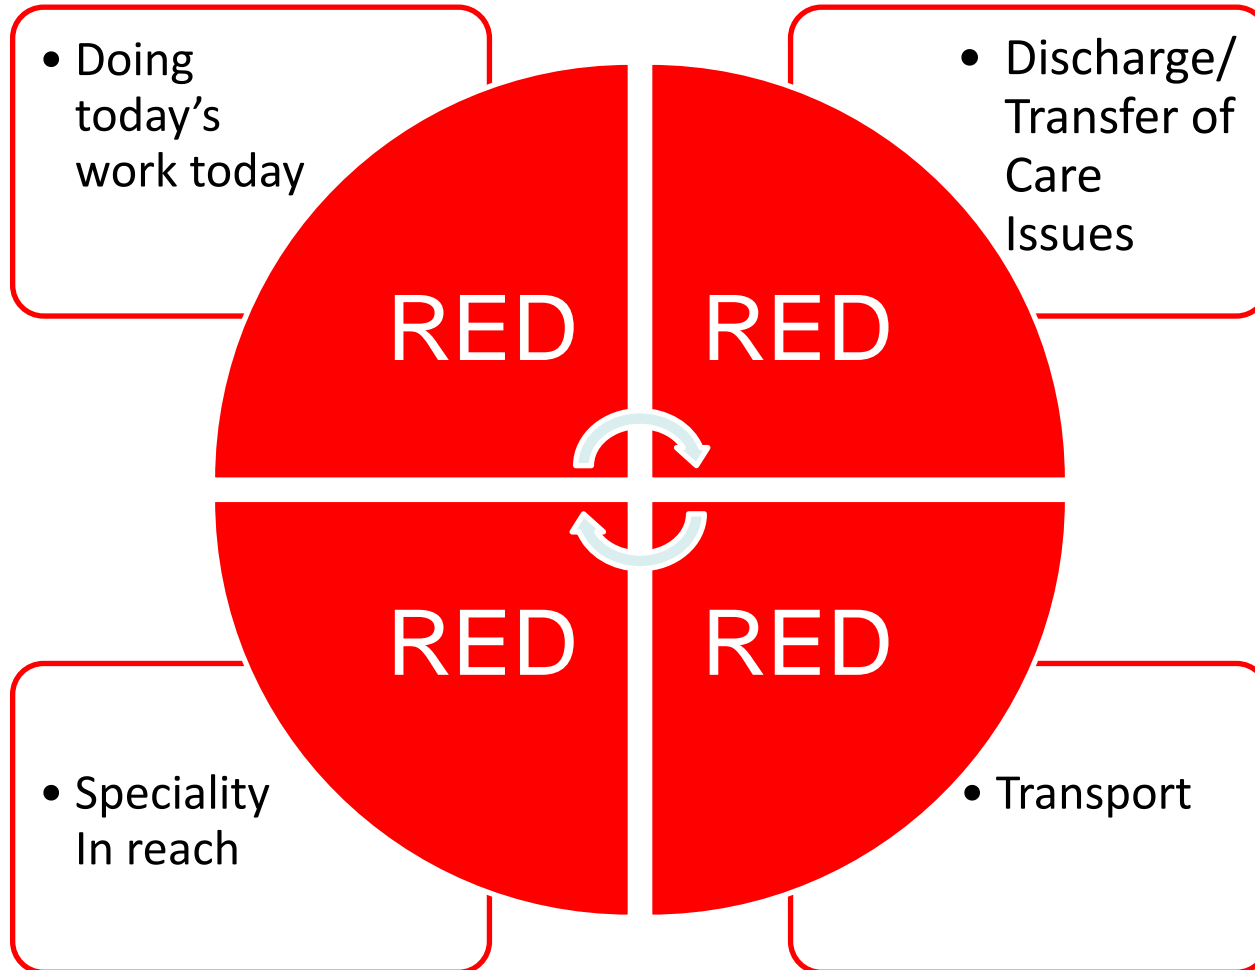 • Doing
today’s
work today
• Discharge/
Transfer of
Care
Issues
RED
RED
RED
RED
• Speciality
In reach
• Transport